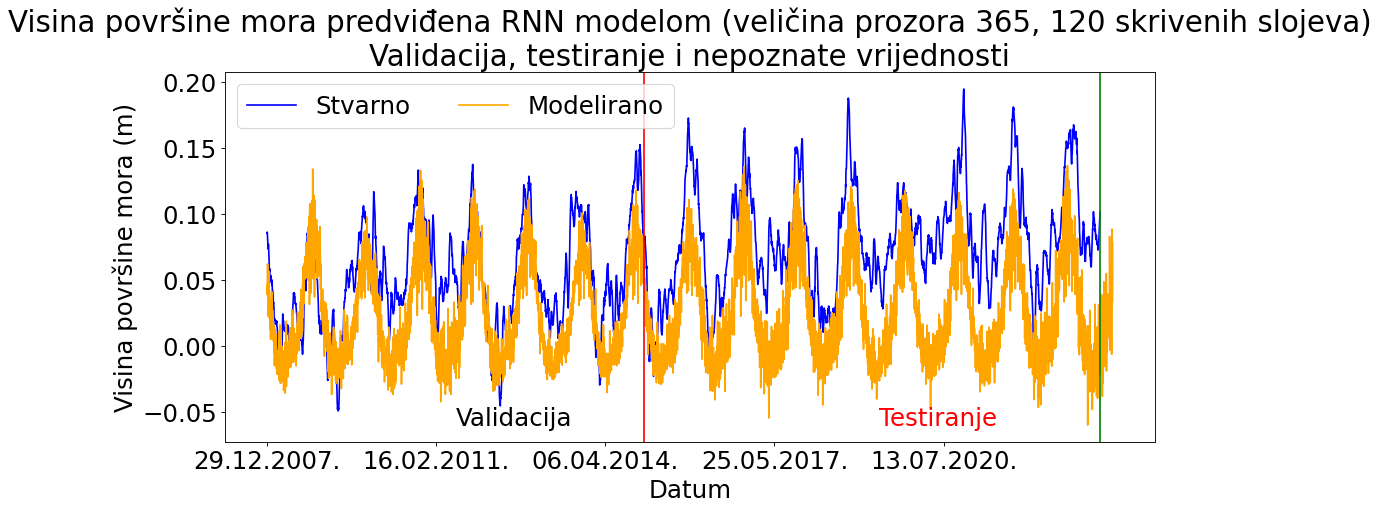 Visina površine mora predviđena RNN modelom (veličina prozora 365, 120 skrivenih slojeva)
Validacija, testiranje i nepoznate vrijednosti
Stvarno
Modelirano
Visina površine mora (m)
0.20
0.15
0.10
0.05
0.00
−0.05
Validacija
Testiranje
29.12.2007.
16.02.2011.
06.04.2014.
25.05.2017.
13.07.2020.
Datum